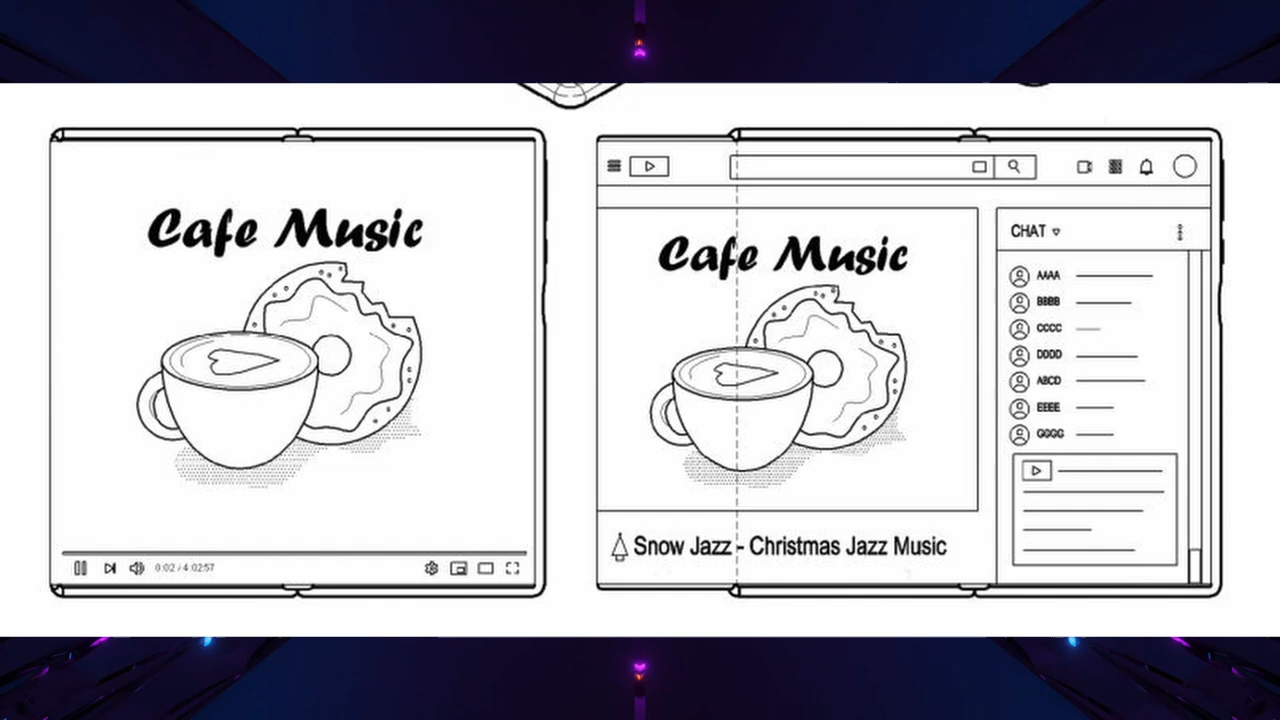 Cafe Music
0:02 / 4:02:57
Cafe Music
Snow Jazz - Christmas Jazz Music
CHAT
AAAA
BBBB
CCCC
DDDD
ABCD
EEEE
GGGG